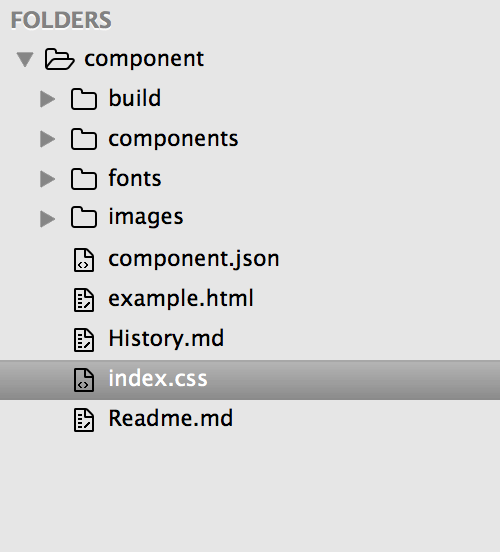 FOLDERS
component
build
components
fonts
images
component.json
example.html
History.md
index.css
Readme.md